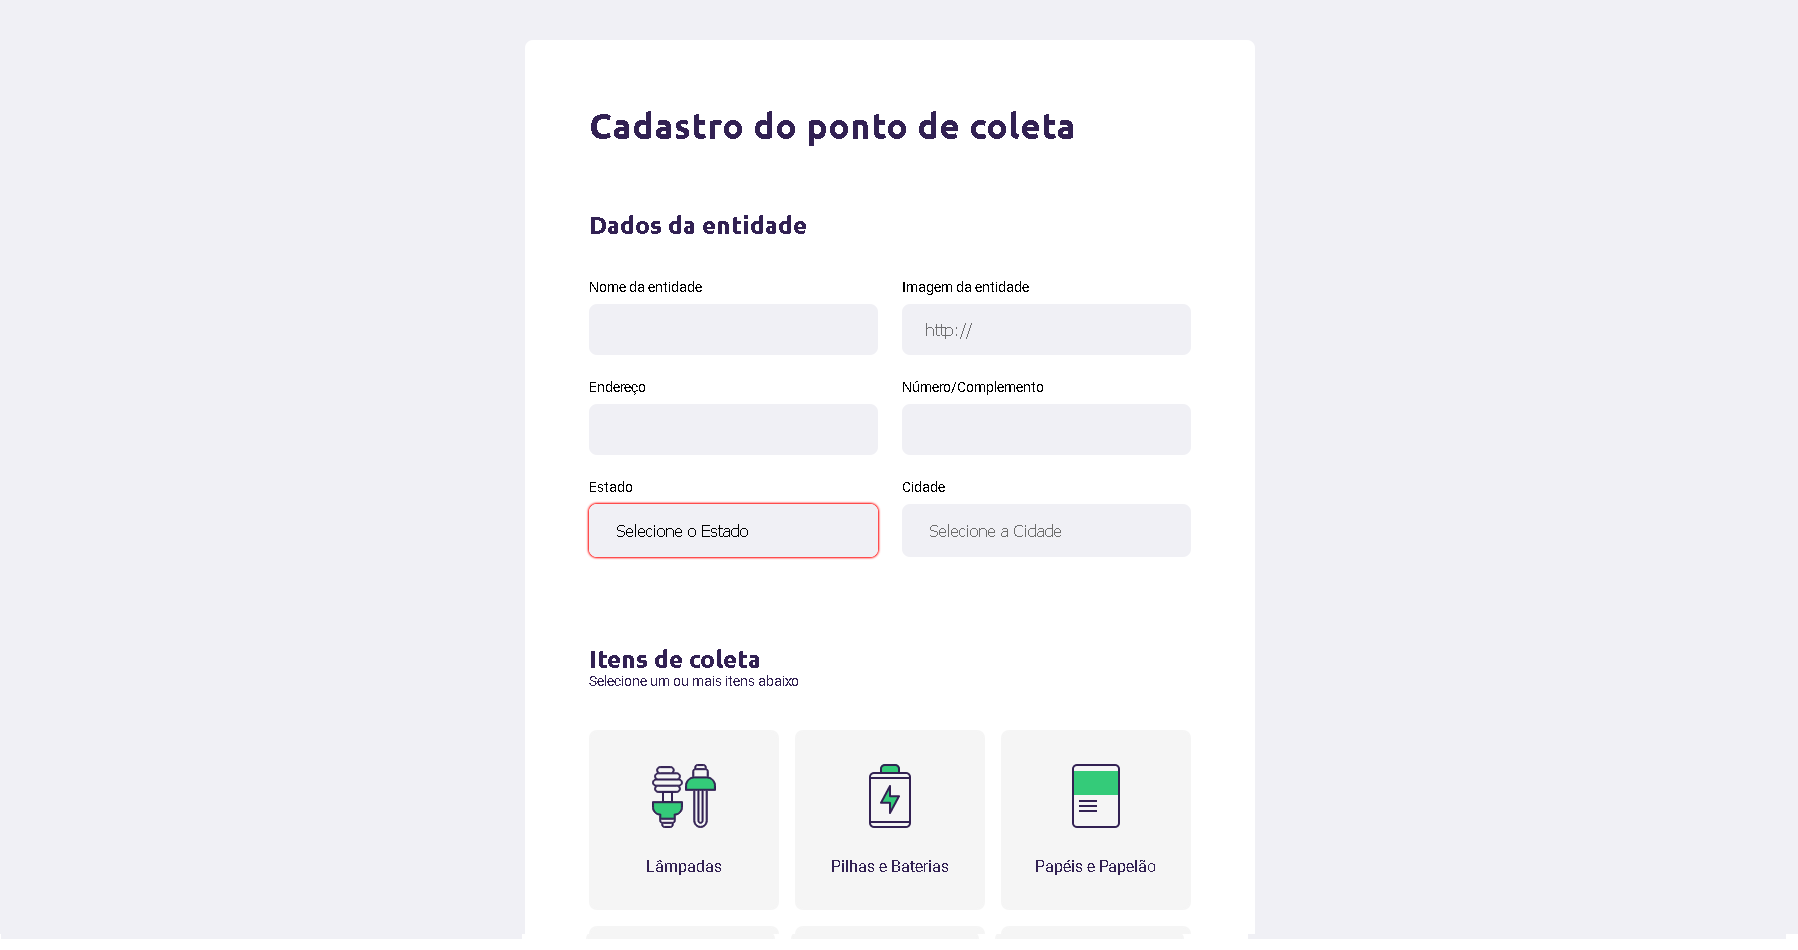 Cadastro do ponto de coleta
Dados da entidade
Nome da entidade
Imagem da entidade
http://
Endereço
Número/Complemento
Estado
Cidade
Selecione o Estado
Selecione a Cidade
Itens de coleta
Selecione um ou mais itens abaixo
Lâmpadas
Pilhas e Baterias
Papéis e Papelão